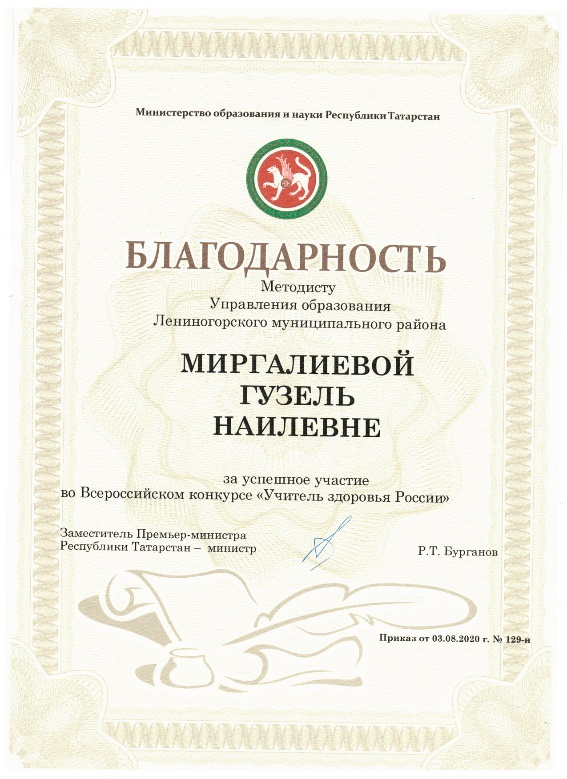 Министерство образования и науки Республики Татарстан
БЛАГОДАРНОСТЬ
Методисту
Управления образования
Лениногорского муниципального района
МИРГАЛИЕВОЙ
ГУЗЕЛЬ
НАИЛЕВНЕ
за успешное участие
во Всероссийском конкурсе «Учитель здоровья России»
Заместитель Премьер-министра
Республики Татарстан – министр
Р.Т. Бурганов
Приказ от 03.08.2020 г. № 129-н